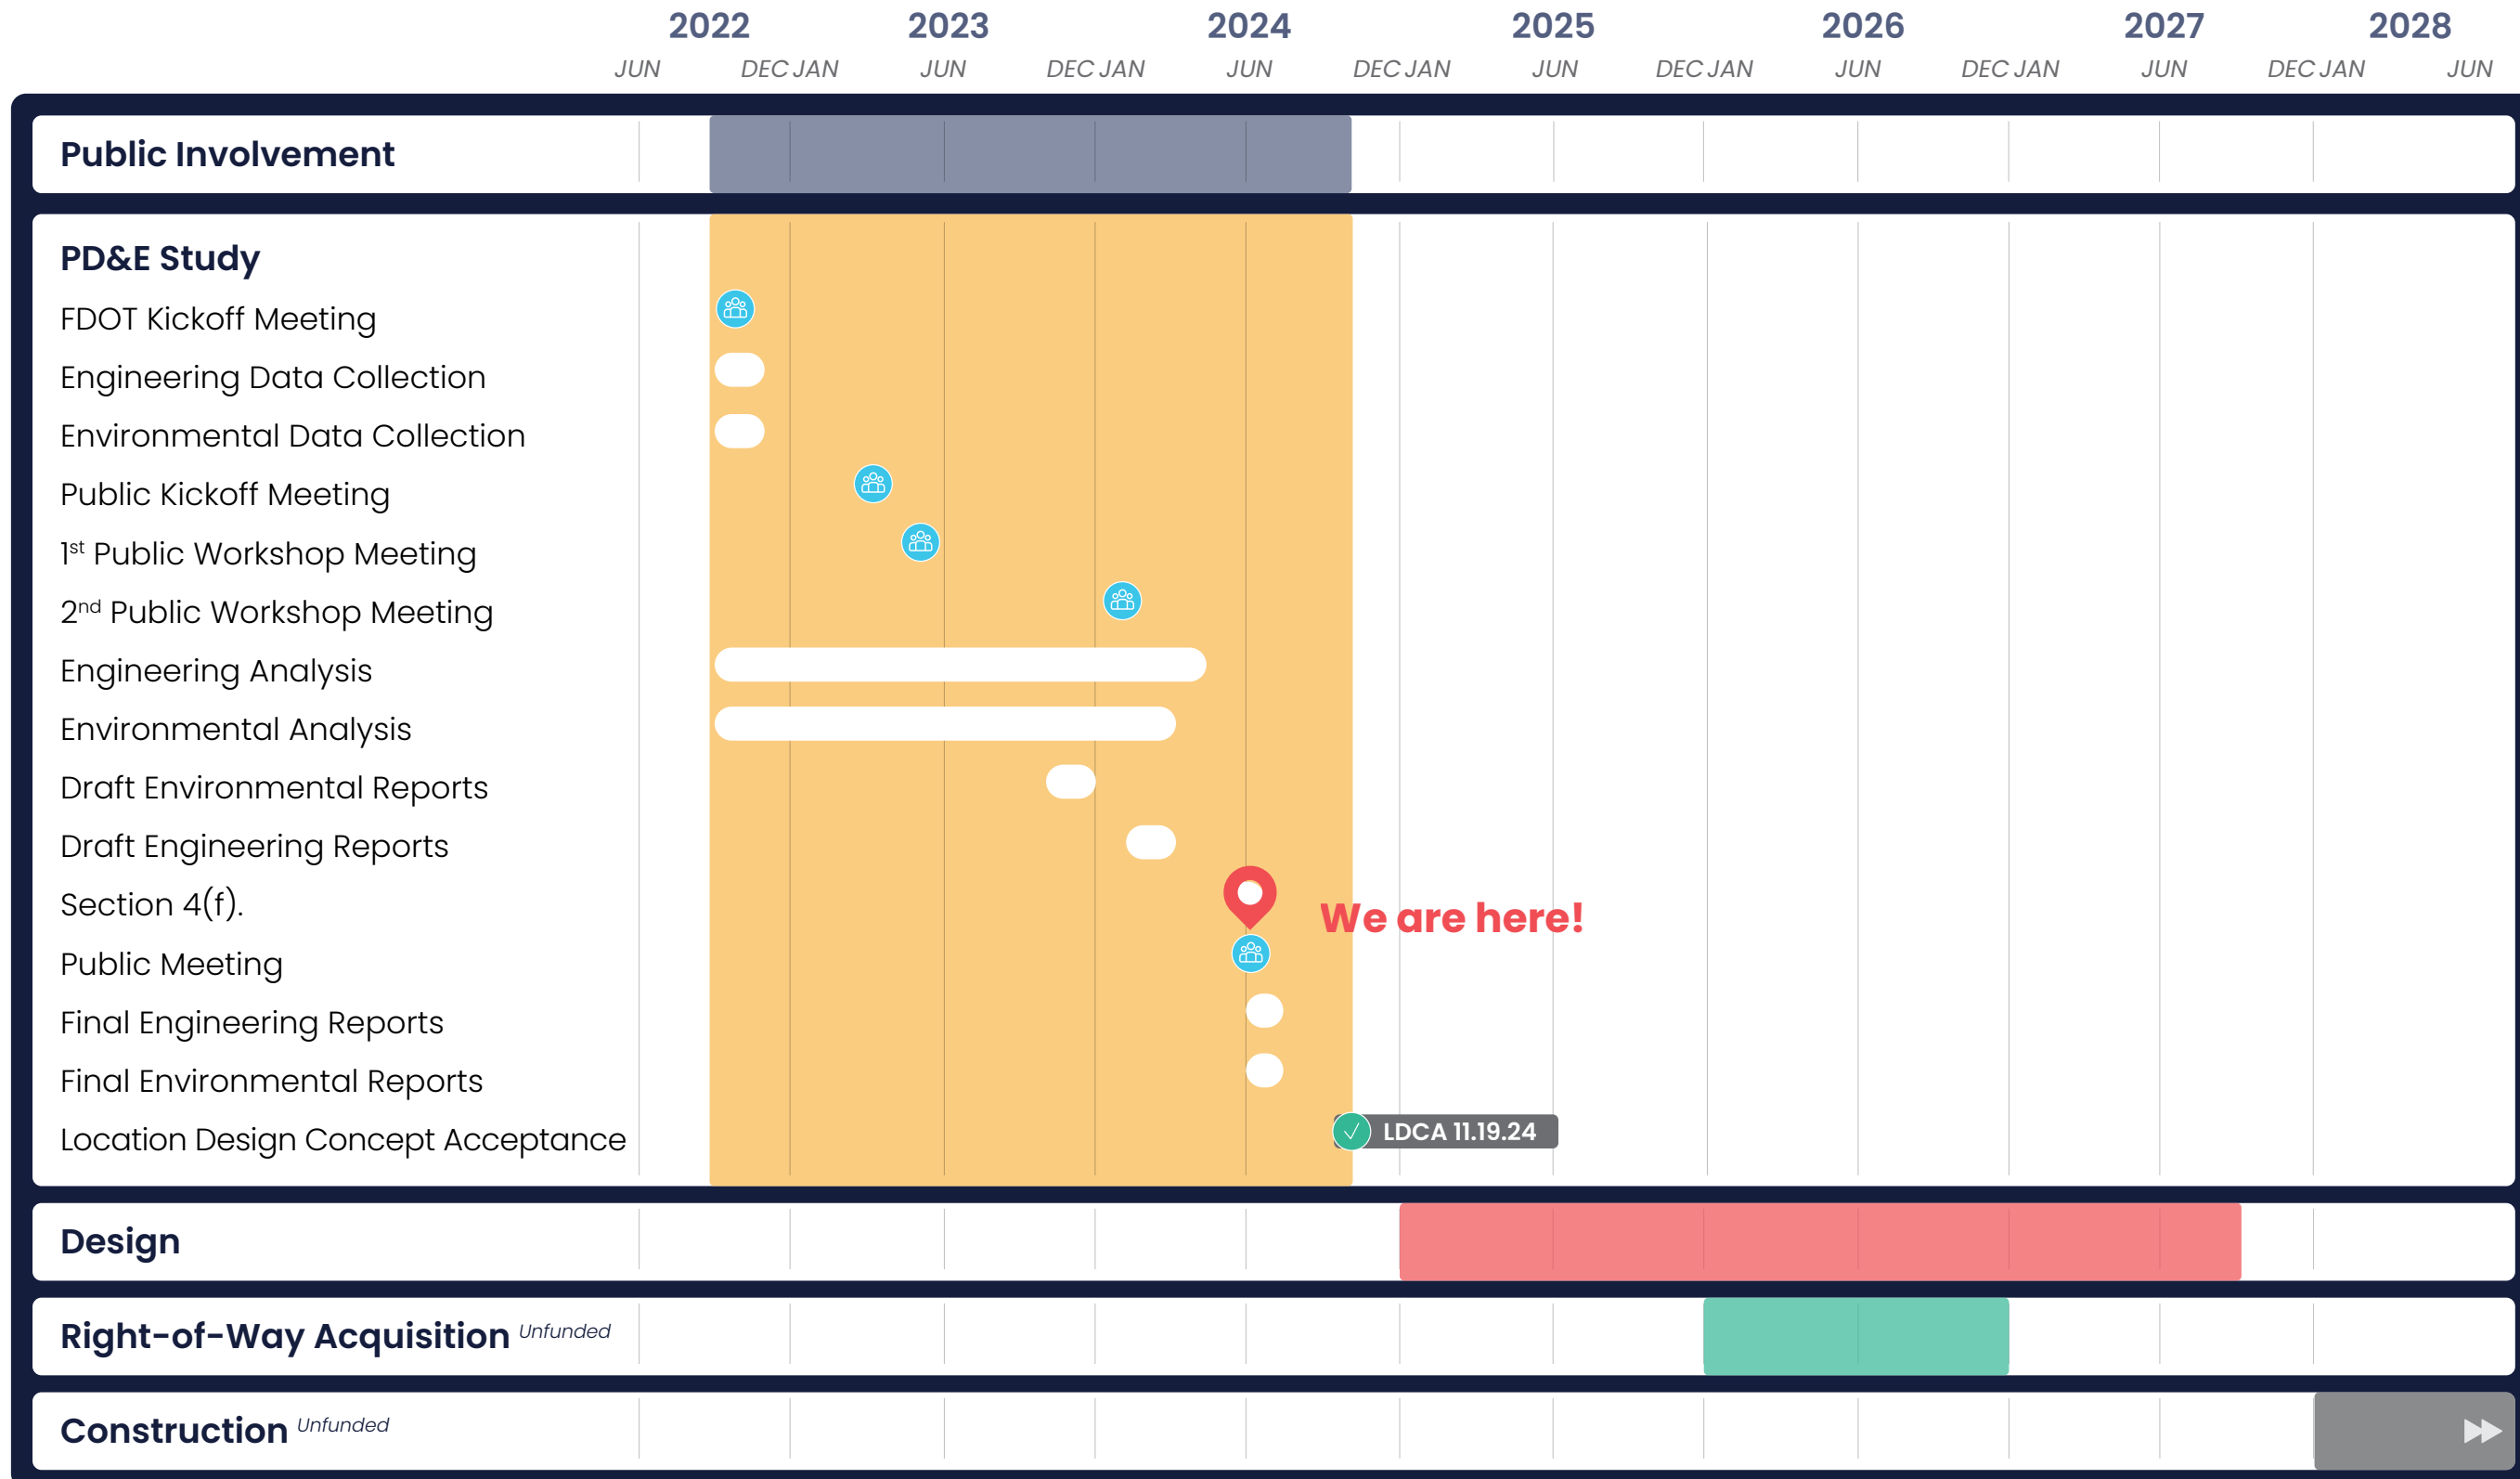 2022 2023 2024 2025 2026 2027 2028
JUN DEC JAN JUN DEC JAN JUN DEC JAN JUN DEC JAN JUN DEC JAN JUN DEC JAN JUN
Public Involvement
PD&E Study
FDOT Kickoff Meeting
Engineering Data Collection
Environmental Data Collection
Public Kickoff Meeting
1st Public Workshop Meeting
2nd Public Workshop Meeting
Engineering Analysis
Environmental Analysis
Draft Environmental Reports
Draft Engineering Reports
Section 4(f).
We are here!
Public Meeting
Final Engineering Reports
Final Environmental Reports
Location Design Concept Acceptance LDCA 11.19.24
Design
Right-of-Way Acquisition Unfunded
Construction Unfunded